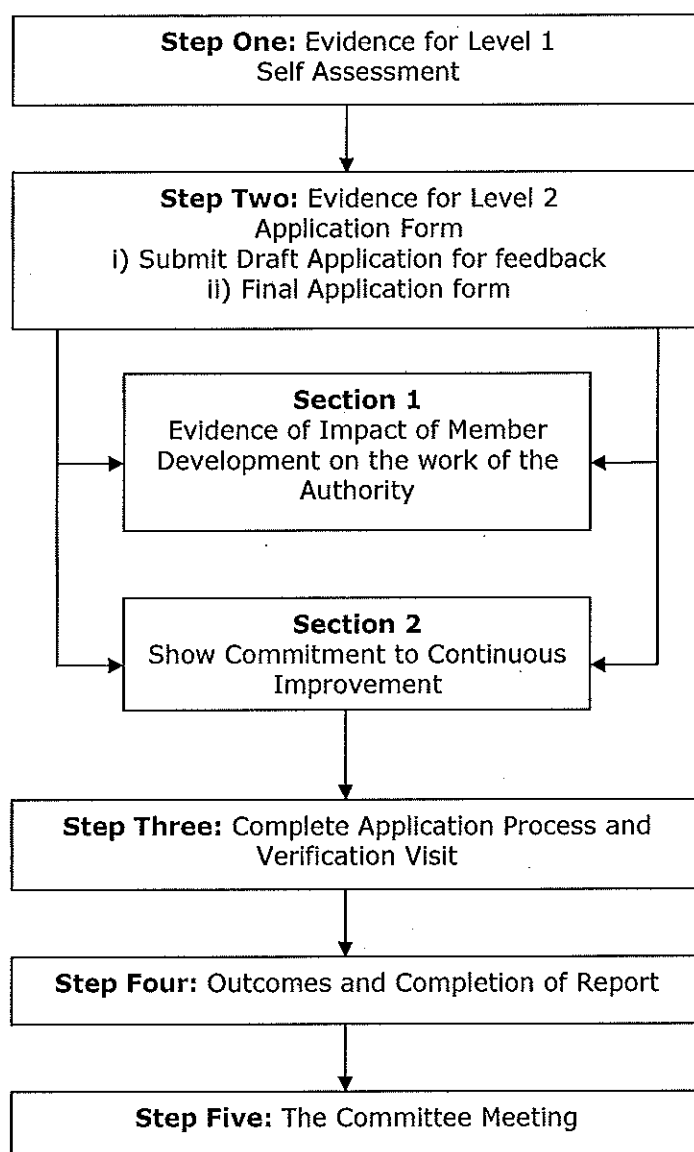 Step One: Evidence for Level 1
Self Assessment
Step Two: Evidence for Level 2
Application Form
i) Submit Draft Application for feedback
ii) Final Application form
Section 1
Evidence of Impact of Member
Development on the work of the
Authority
Section 2
Show Commitment to Continuous
Improvement
Step Three: Complete Application Process and
Verification Visit
Step Four: Outcomes and Completion of Report
Step Five: The Committee Meeting